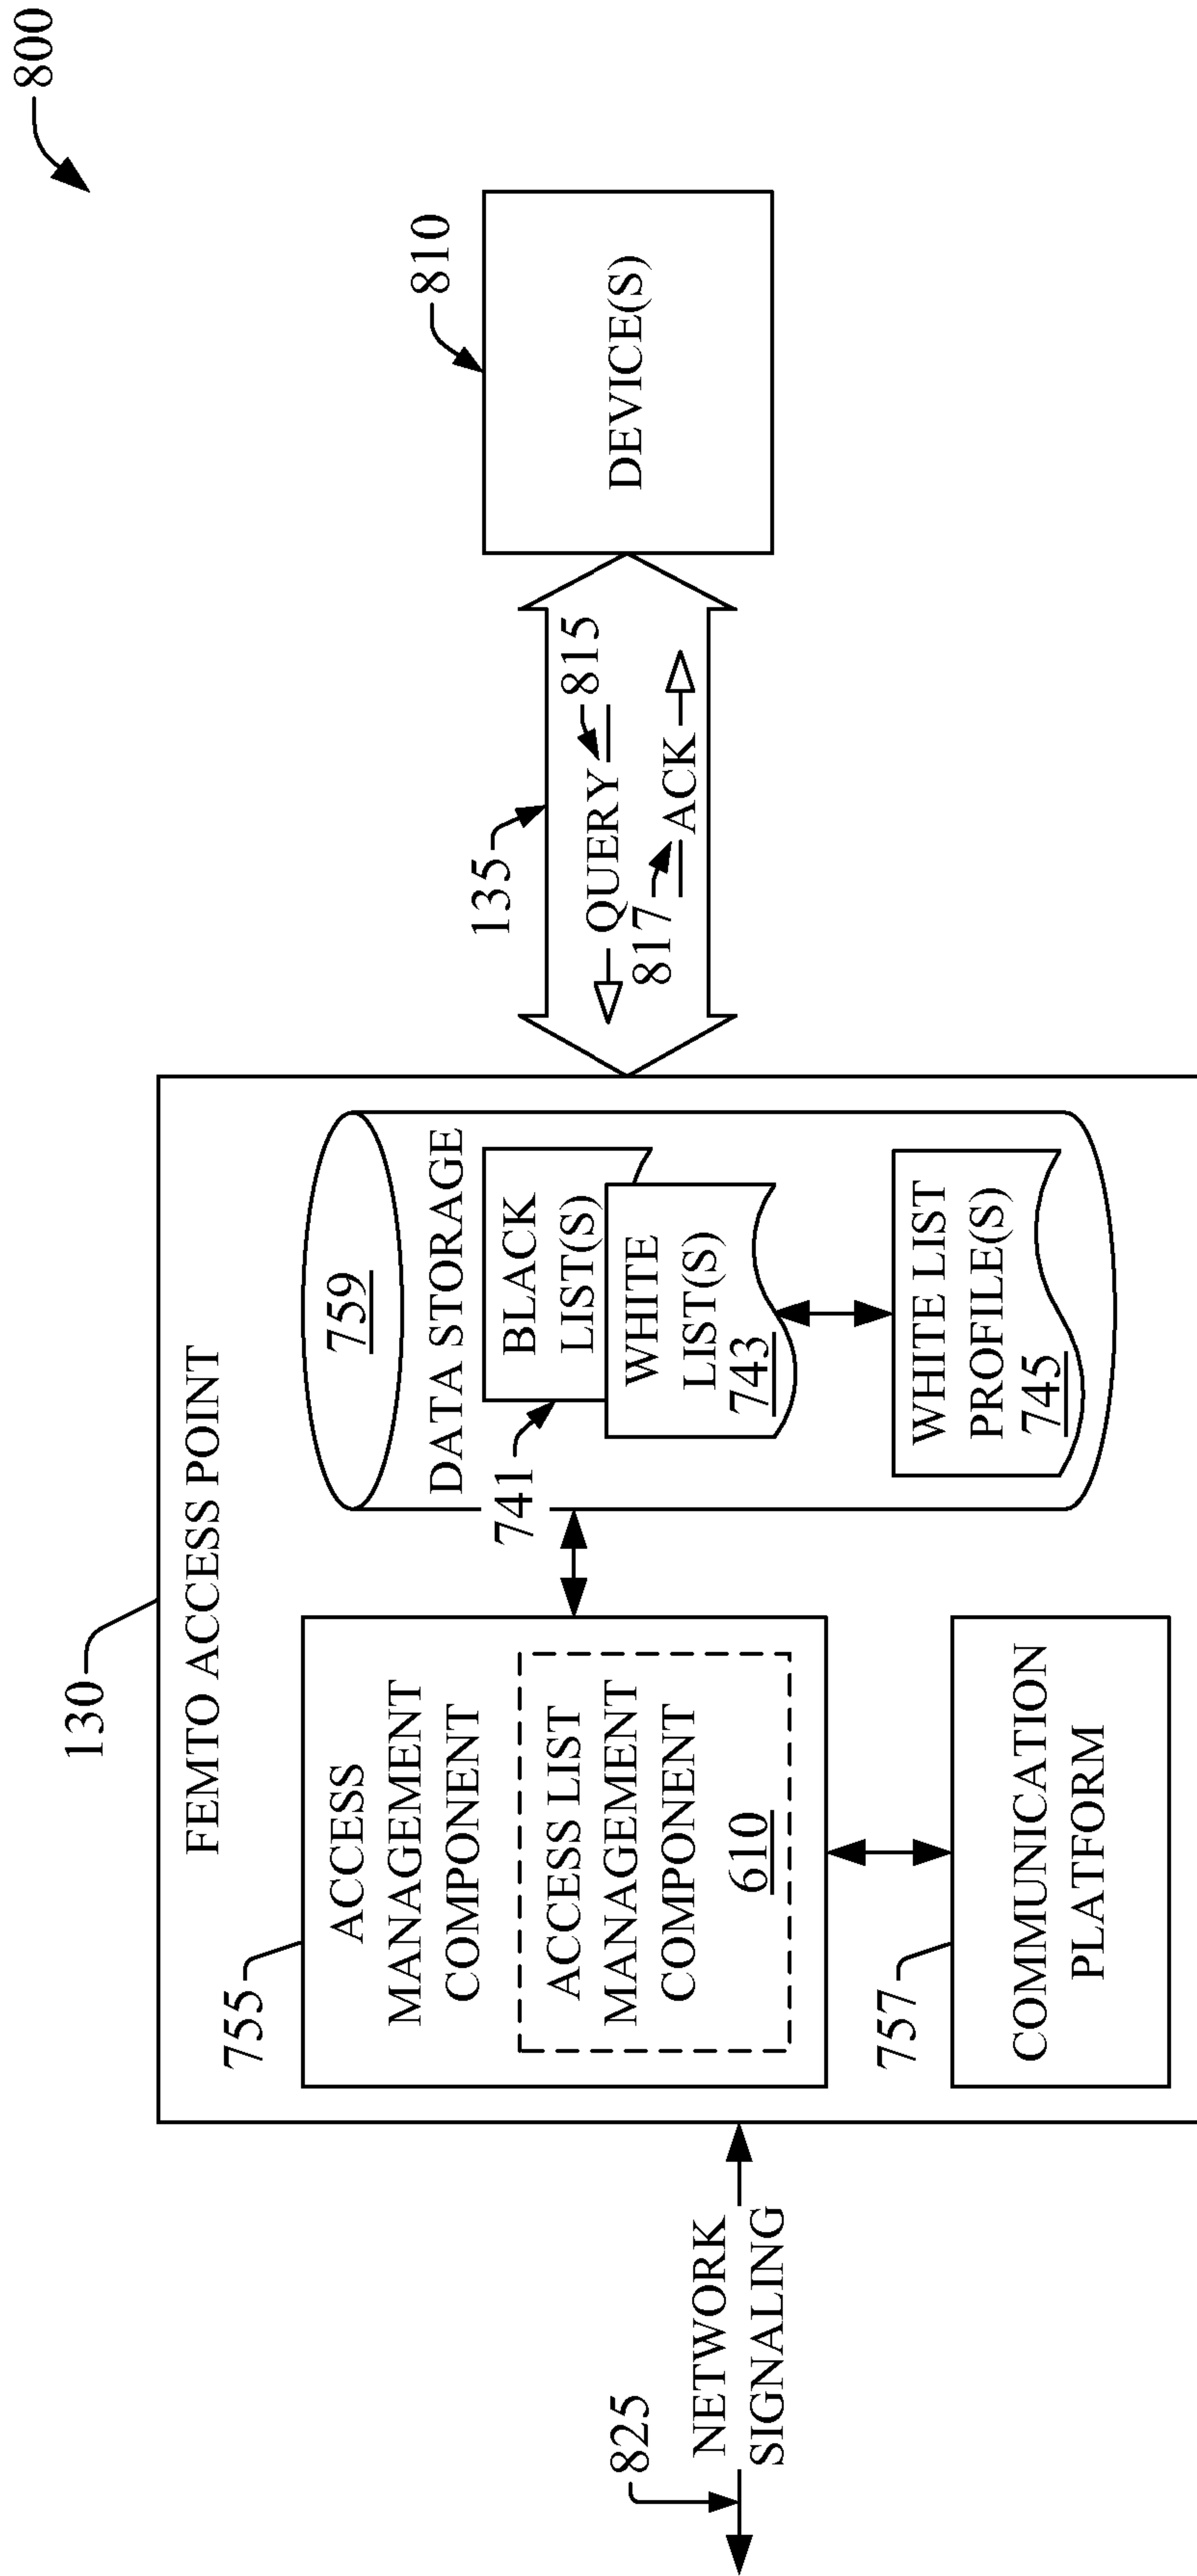 800
130
FEMTO ACCESS POINT
755
ACCESS
MANAGEMENT
COMPONENT
ACCESS LIST
MANAGEMENT
COMPONENT
610
757
COMMUNICATION
PLATFORM
759
DATA STORAGE
741
BLACK
LIST(S)
WHITE
LIST(S)
743
WHITE LIST
PROFILE(S)
745
825
NETWORK
SIGNALING
135
QUERY 815
817 ACK
810
DEVICE(S)